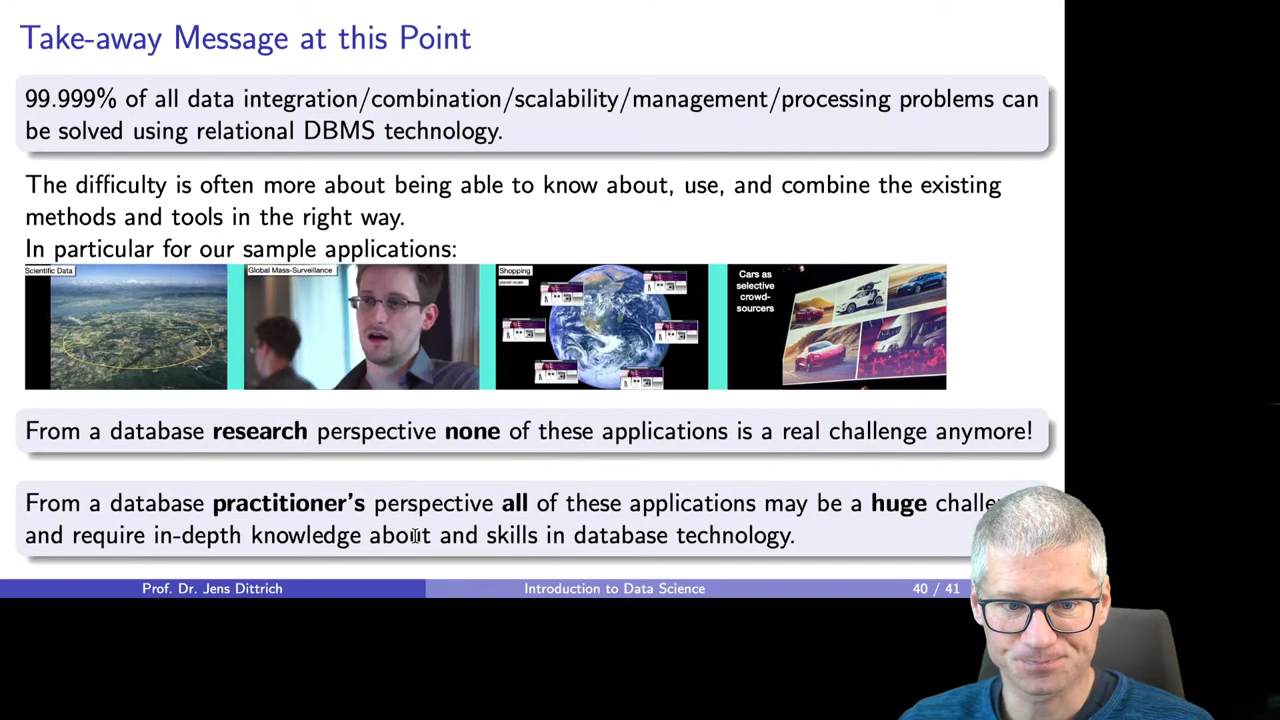 Take-away Message at this Point
99.999% of all data integration/combination/scalability/management/processing problems can
be solved using relational DBMS technology.
The difficulty is often more about being able to know about, use, and combine the existing
methods and tools in the right way.
In particular for our sample applications:
Scientific Data
Global Mass-Surveillance
Shopping
planet-scale
Cars as
selective
crowd-
sourcers
From a database research perspective none of these applications is a real challenge anymore!
From a database practitioner's perspective all of these applications may be a huge challe
and require in-depth knowledge about and skills in database technology.
Prof. Dr. Jens Dittrich
Introduction to Data Science
40 / 41